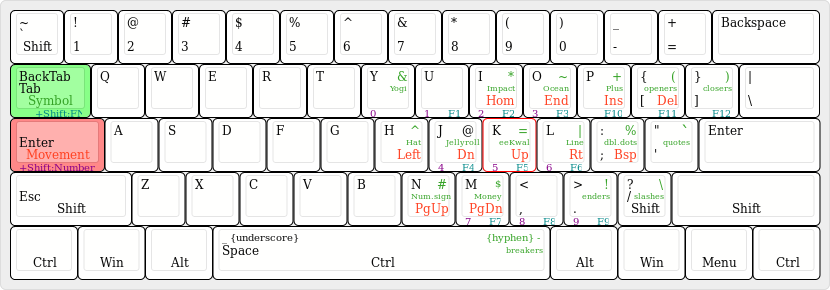 ~ ! @ # $ % ^ & * ( ) _ + Backspace
` Shift 1 2 3 4 5 6 7 8 9 0 - =
BackTab Q W E R T Y & U I * O ~ P + { ( } ) |
Tab Yogi Impact Ocean Plus openers closers
Symbol Hom End Ins [ Del ] \
+Shift:FN 0 1 F1 2 F2 3 F3 F10 F11 F12
A S D F G H ^ J @ K = L | : % " ` Enter
Enter Hat Jellyroll eeKwal Line dbl.dots ' quotes
Movement Left Dn Up Rt ; Bsp
+Shift:Number 4 F4 5 F5 6 F6
Z X C V B N # M $ < > ! ? \
Esc Num.sign Money enders / slashes
Shift PgUp PgDn , . Shift Shift
7 F7 8 F8 9 F9
_ {underscore} {hyphen} -
Space breakers
Ctrl Win Alt Ctrl Alt Win Menu Ctrl